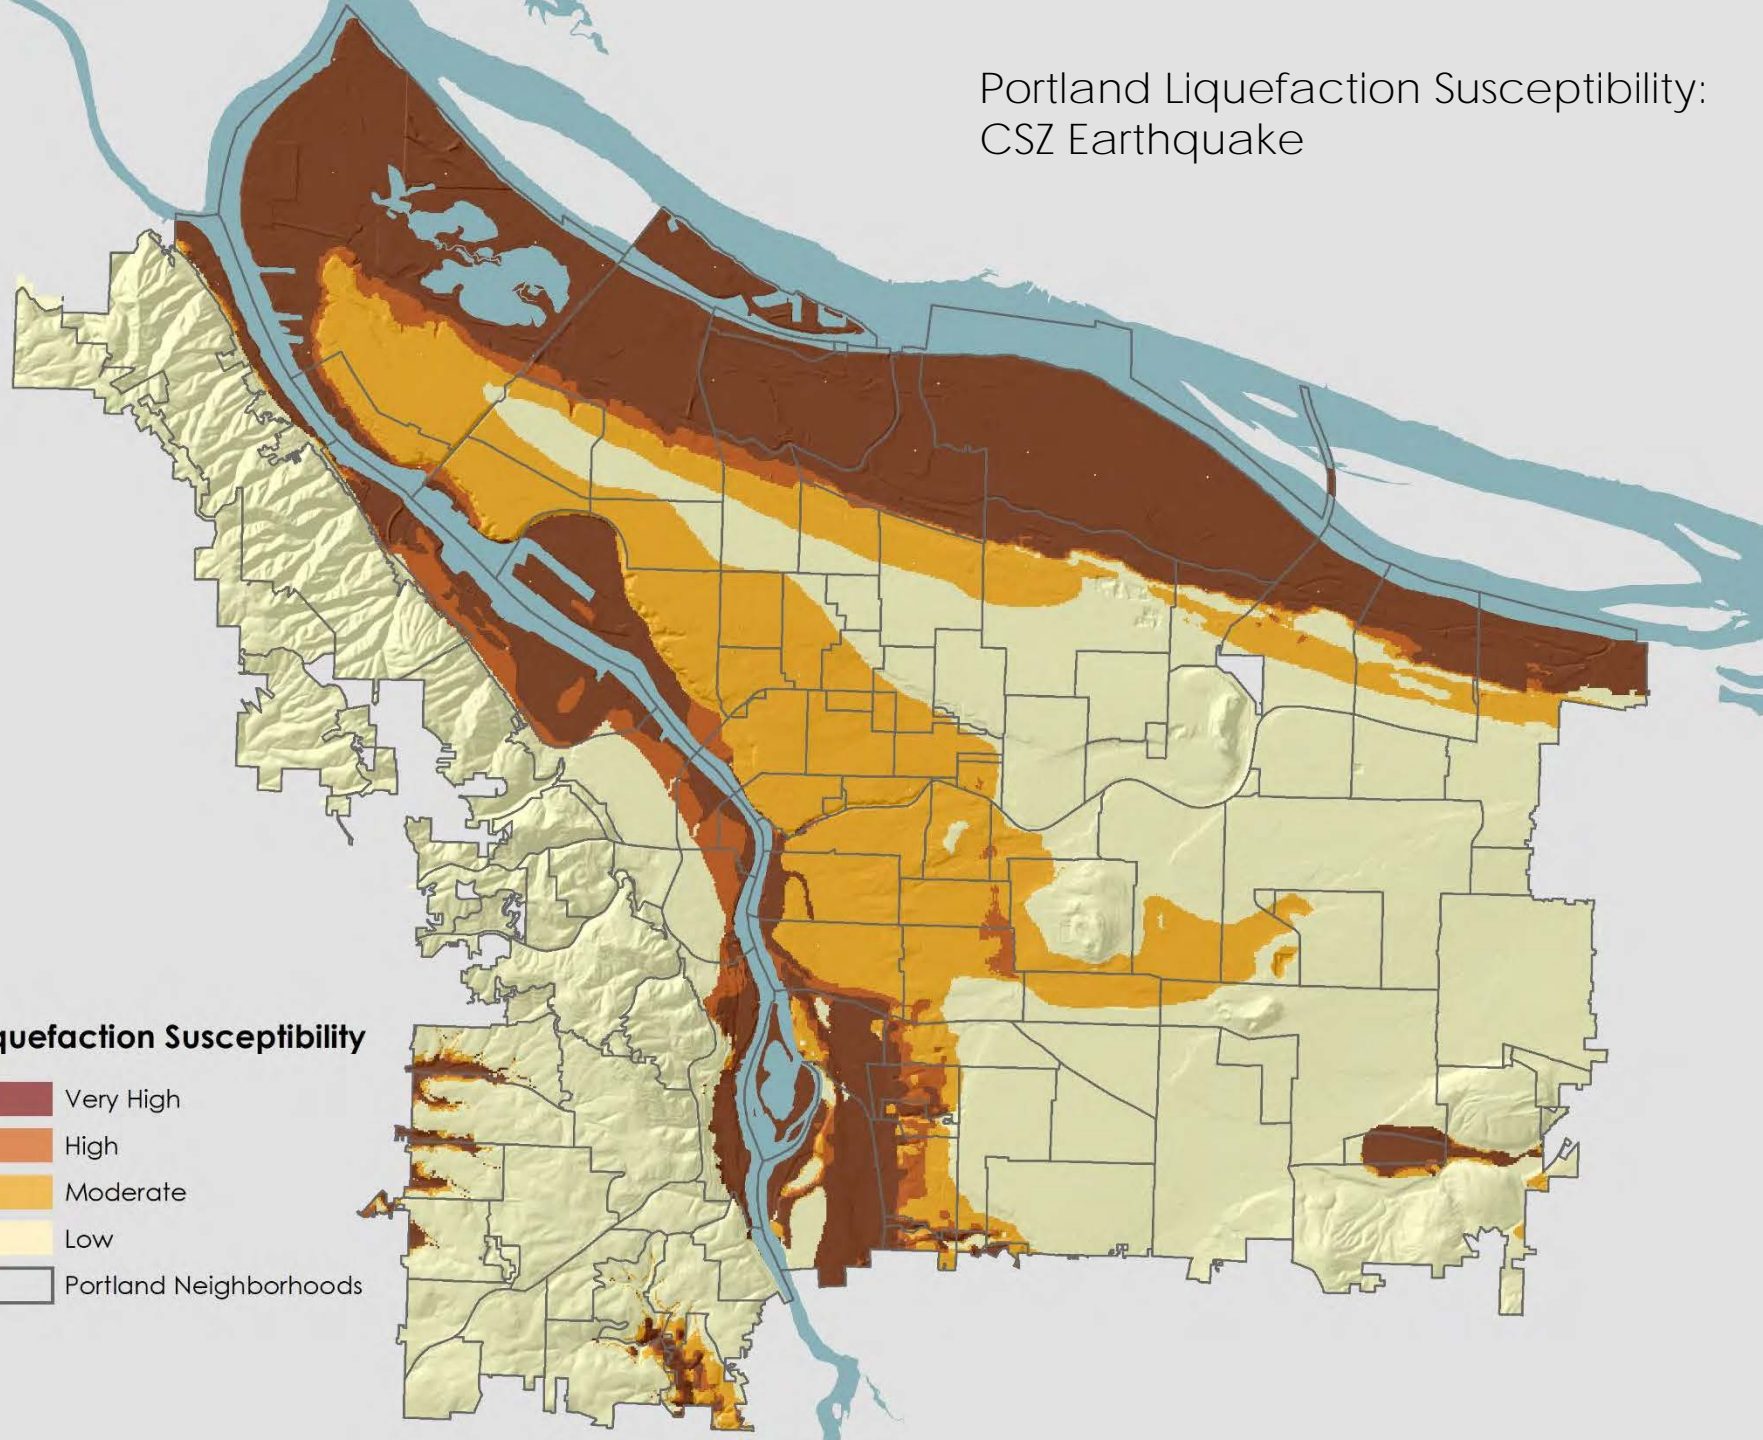 Portland Liquefaction Susceptibility:
CSZ Earthquake
quefaction Susceptibility
Very High
High
Moderate
Low
Portland Neighborhoods